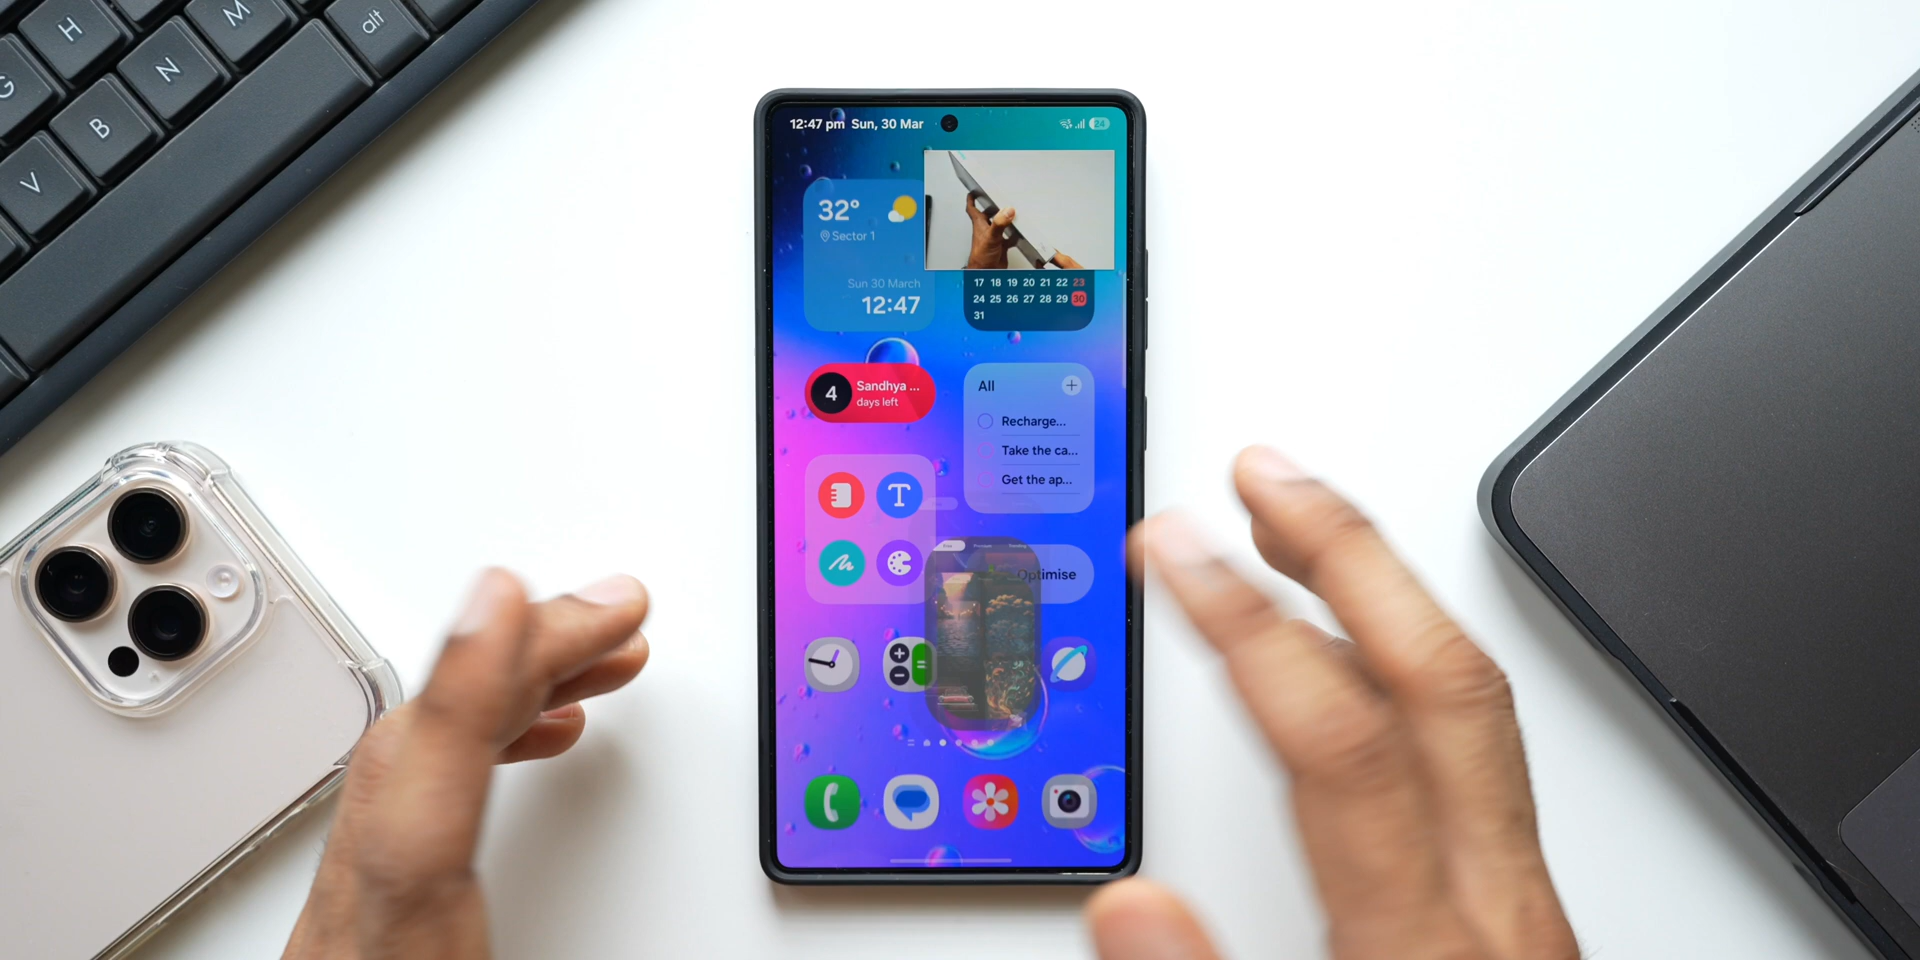 H
M
alt
G
N
B
V
12:47 pm Sun, 30 Mar
24
32°
Sector 1
Sun 30 March
12:47
17 18 19 20 21 22 23
24 25 26 27 28 29 30
31
4
Sandhya ...
days left
All
Recharge...
Take the ca...
Get the ap...
T
Optimise